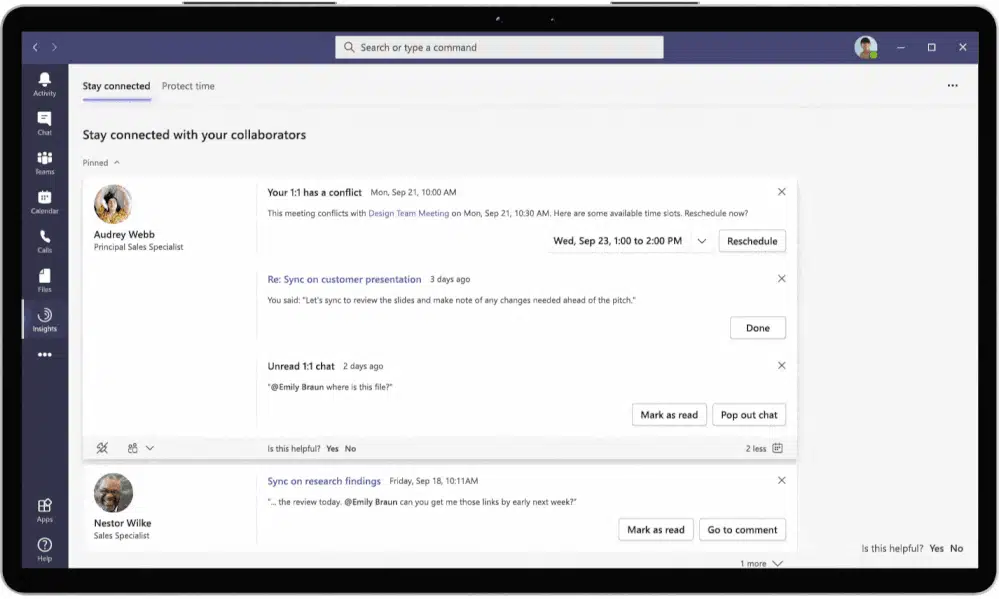 Search or type a command
Activity
Chat
Teams
Calendar
Calls
Files
Insights
Apps
Help
Stay connected Protect time
Stay connected with your collaborators
Pinned
Audrey Webb
Principal Sales Specialist
Your 1:1 has a conflict Mon, Sep 21, 10:00 AM
This meeting conflicts with Design Team Meeting on Mon, Sep 21, 10:30 AM. Here are some available time slots. Reschedule now?
Wed, Sep 23, 1:00 to 2:00 PM Reschedule
Re: Sync on customer presentation 3 days ago
You said: "Let's sync to review the slides and make note of any changes needed ahead of the pitch."
Done
Unread 1:1 chat 2 days ago
"@Emily Braun where is this file?"
Mark as read Pop out chat
Is this helpful? Yes No 2 less
Nestor Wilke
Sales Specialist
Sync on research findings Friday, Sep 18, 10:11AM
"... the review today. @Emily Braun can you get me those links by early next week?"
Mark as read Go to comment
1 more
Is this helpful? Yes No